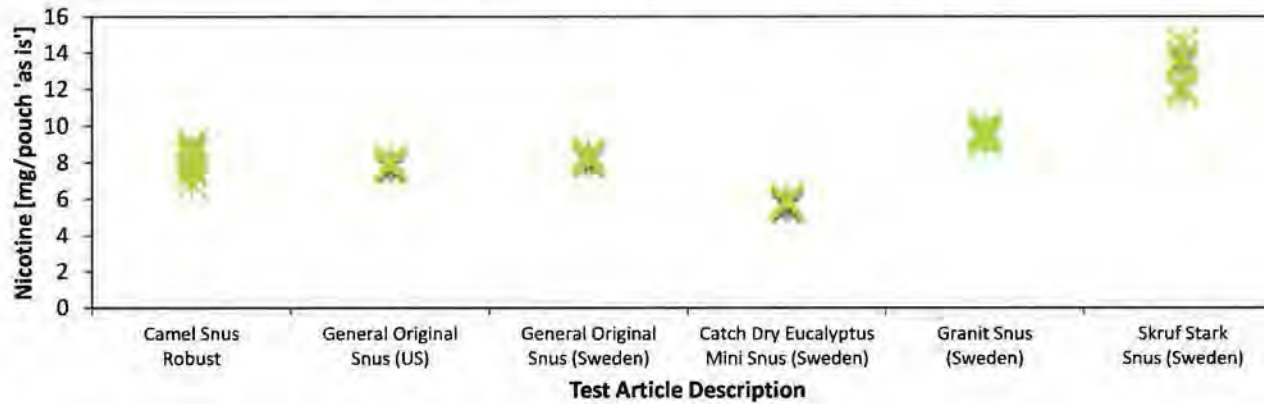 Nicotine [mg/pouch 'as is']
16
14
12
10
8
6
4
2
0
Camel Snus
Robust
General Original
Snus (US)
General Original
Snus (Sweden)
Catch Dry Eucalyptus
Mini Snus (Sweden)
Granit Snus
(Sweden)
Skruf Stark
Snus (Sweden)
Test Article Description